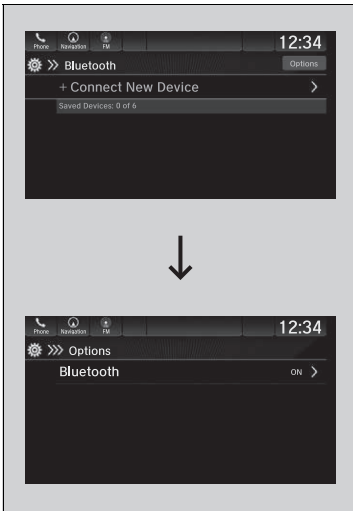 Phone Navigation FM 12:34
Bluetooth Options
+ Connect New Device
Saved Devices: 0 of 6
Phone Navigation FM 12:34
Options
Bluetooth ON